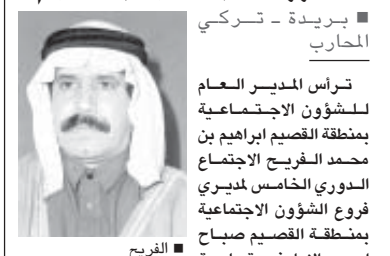 ■ بريدة - تركي
المحارب
ترأس المدير العام
للشؤون الاجتماعية
بمنطقة القصيم ابراهيم بن
محمد الفريح الاجتماع
الدوري الخامس لمديري
فروع الشؤون الاجتماعية
بمنطقة القصيم صباح
■ الفريح